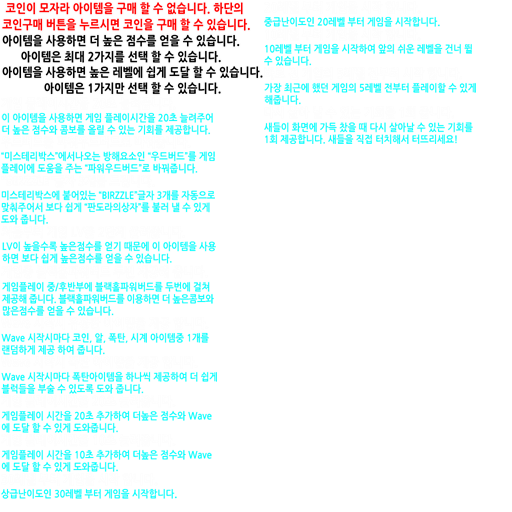 코인이 모자라 아이템을 구매 할 수 없습니다. 하단의
코인구매 버튼을 누르시면 코인을 구매 할 수 있습니다.
아이템을 사용하면 더 높은 점수를 얻을 수 있습니다.
아이템은 최대 2가지를 선택 할 수 있습니다.
아이템을 사용하면 높은 레벨에 쉽게 도달 할 수 있습니다.
아이템은 1가지만 선택 할 수 있습니다.
이 아이템을 사용하면 게임 플레이시간을 20초 늘려주어
더 높은 점수와 콤보를 올릴 수 있는 기회를 제공합니다.
"미스테리박스"에서나오는 방해요소인 "우드버드"를 게임
플레이에 도움을 주는 "파워우드버드"로 바꿔줍니다.
미스테리박스에 붙어있는 "BIRZZLE"글자 3개를 자동으로
맞춰주어서 보다 쉽게 "판도라의상자"를 불러 낼 수 있게
도와 줍니다.
LV이 높을수록 높은점수를 얻기 때문에 이 아이템을 사용
하면 보다 쉽게 높은점수를 얻을 수 있습니다.
게임플레이 중/후반부에 블랙홀파워버드를 두번에 걸쳐
제공해 줍니다. 블랙홀파워버드를 이용하면 더 높은콤보와
많은점수를 얻을 수 있습니다.
Wave 시작시마다 코인, 알, 폭탄, 시계 아이템중 1개를
랜덤하게 제공 하여 줍니다.
Wave 시작시마다 폭탄아이템을 하나씩 제공하여 더 쉽게
블럭들을 부술 수 있도록 도와 줍니다.
게임플레이 시간을 20초 추가하여 더높은 점수와 Wave
에 도달 할 수 있게 도와줍니다.
게임플레이 시간을 10초 추가하여 더높은 점수와 Wave
에 도달 할 수 있게 도와줍니다.
상급난이도인 30레벨 부터 게임을 시작합니다.
중급난이도인 20레벨 부터 게임을 시작합니다.
10레벨 부터 게임을 시작하여 앞의 쉬운 레벨을 건너 뛸
수 있습니다.
가장 최근에 했던 게임의 5레벨 전부터 플레이할 수 있게
해줍니다.
새들이 화면에 가득 찼을 때 다시 살아날 수 있는 기회를
1회 제공합니다. 새들을 직접 터치해서 터뜨리세요!